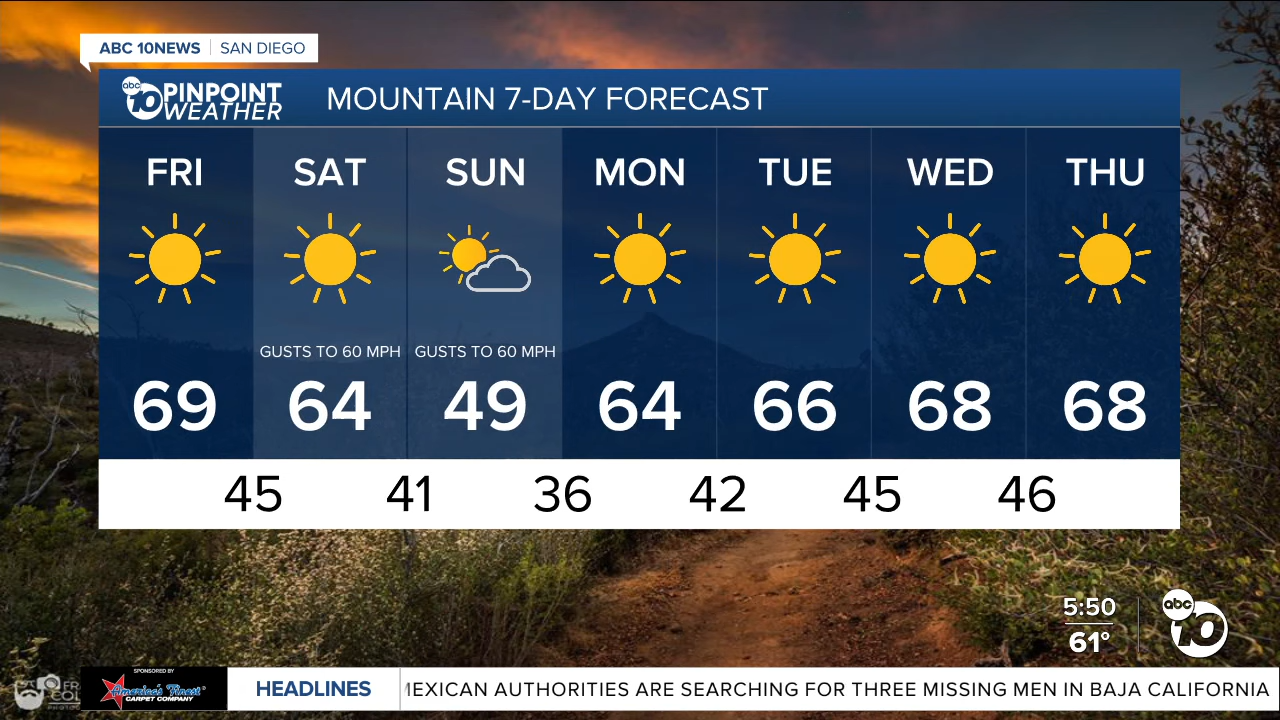 ABC 10NEWS | SAN DIEGO
abc 10 PINPOINT WEATHER
MOUNTAIN 7-DAY FORECAST
FRI SAT SUN MON TUE WED THU
GUSTS TO 60 MPH GUSTS TO 60 MPH
69 64 49 64 66 68 68
45 41 36 42 45 46
5:50
61°
abc 10
SPONSORED BY
America's Finest
CARPET COMPANY
HEADLINES
MEXICAN AUTHORITIES ARE SEARCHING FOR THREE MISSING MEN IN BAJA CALIFORNIA